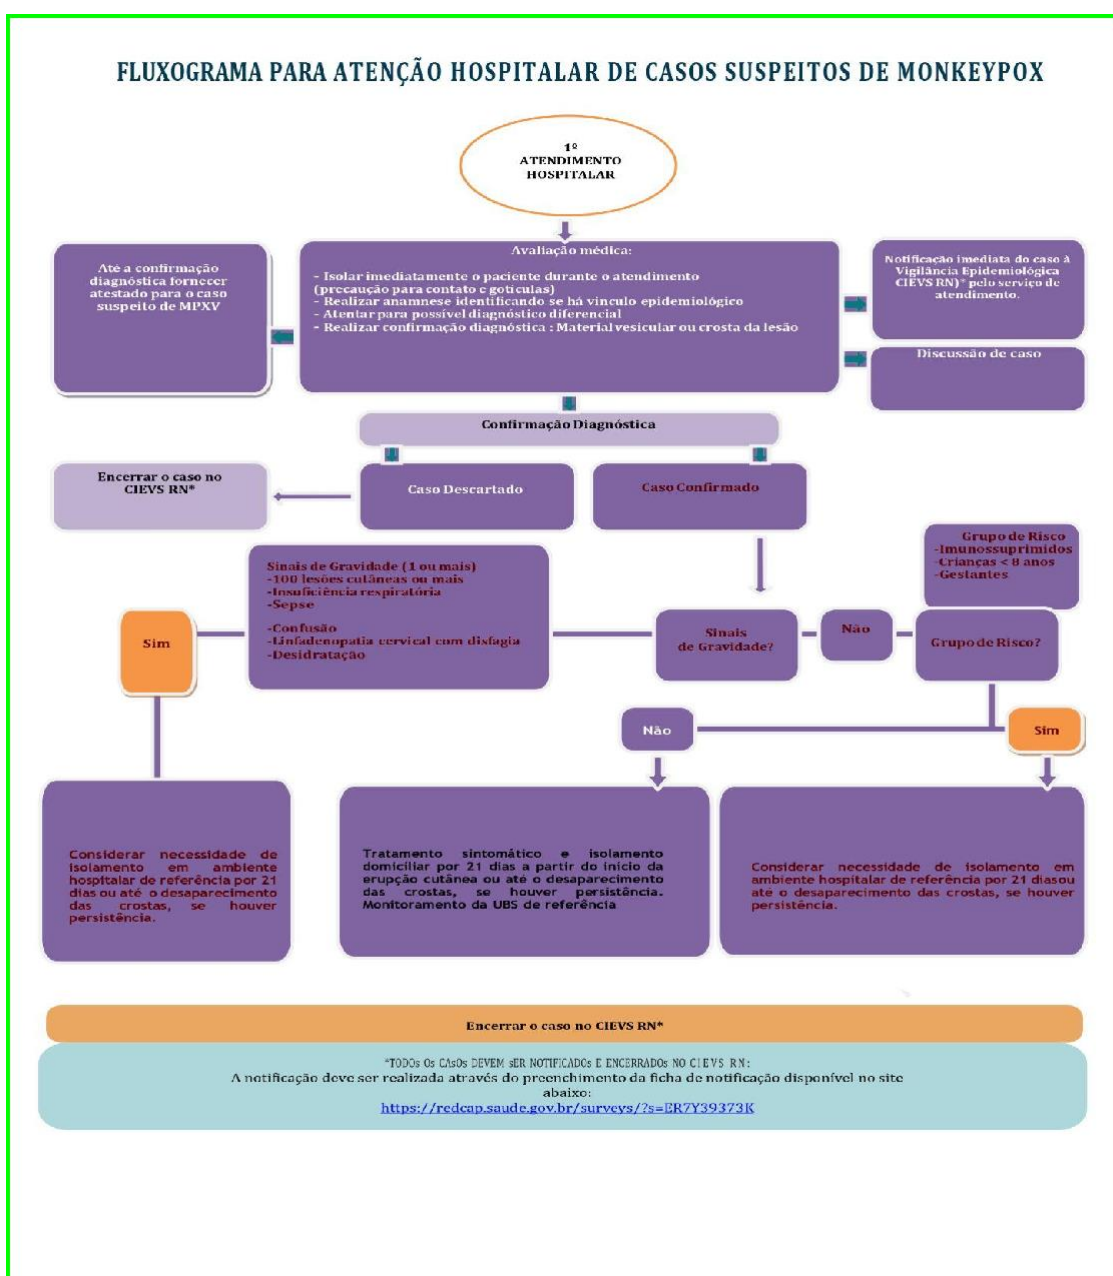 FLUXOGRAMA PARA ATENÇÃO HOSPITALAR DE CASOS SUSPEITOS DE MONKEYPOX
1º
ATENDIMENTO
HOSPITALAR
Até a confirmação
diagnóstica fornecer
atestado para o caso
suspeito de MPXV
Avaliação médica:
- Isolar imediatamente o paciente durante o atendimento
(precaução para contato e gotículas)
- Realizar anamnese identificando se há vínculo epidemiológico
- Atentar para possível diagnóstico diferencial
- Realizar confirmação diagnóstica : Material vesicular ou crosta da lesão
Notificação imediata do caso à
Vigilância Epidemiológica
CIEVS RN)* pelo serviço de
atendimento.
Discussão de caso
Confirmação Diagnóstica
Encerrar o caso no
CIEVS RN*
Caso Descartado
Caso Confirmado
Grupo de Risco
-Imunossuprimidos
-Crianças < 8 anos
-Gestantes
Sinais de Gravidade (1 ou mais)
-100 lesões cutâneas ou mais
-Insuficiência respiratória
-Sepse
-Confusão
-Linfadenopatia cervical com disfagia
-Desidratação
Sim
Sinais
de Gravidade?
Não
Grupo de Risco?
Não
Sim
Considerar necessidade de
isolamento em ambiente
hospitalar de referência por 21
dias ou até o desaparecimento
das crostas, se houver
persistência.
Tratamento sintomático e isolamento
domiciliar por 21 dias a partir do início da
erupção cutânea ou até o desaparecimento
das crostas, se houver persistência.
Monitoramento da UBS de referência
Considerar necessidade de isolamento em
ambiente hospitalar de referência por 21 diasou
até o desaparecimento das crostas, se houver
persistência.
Encerrar o caso no CIEVS RN*
*TODOs Os CAsOs DEVEM sER NOTIFICADOs E ENCERRADOs NO CIEVS RN:
A notificação deve ser realizada através do preenchimento da ficha de notificação disponível no site
abaixo:
https://redcap.saude.gov.br/surveys/?s=ER7Y39373K